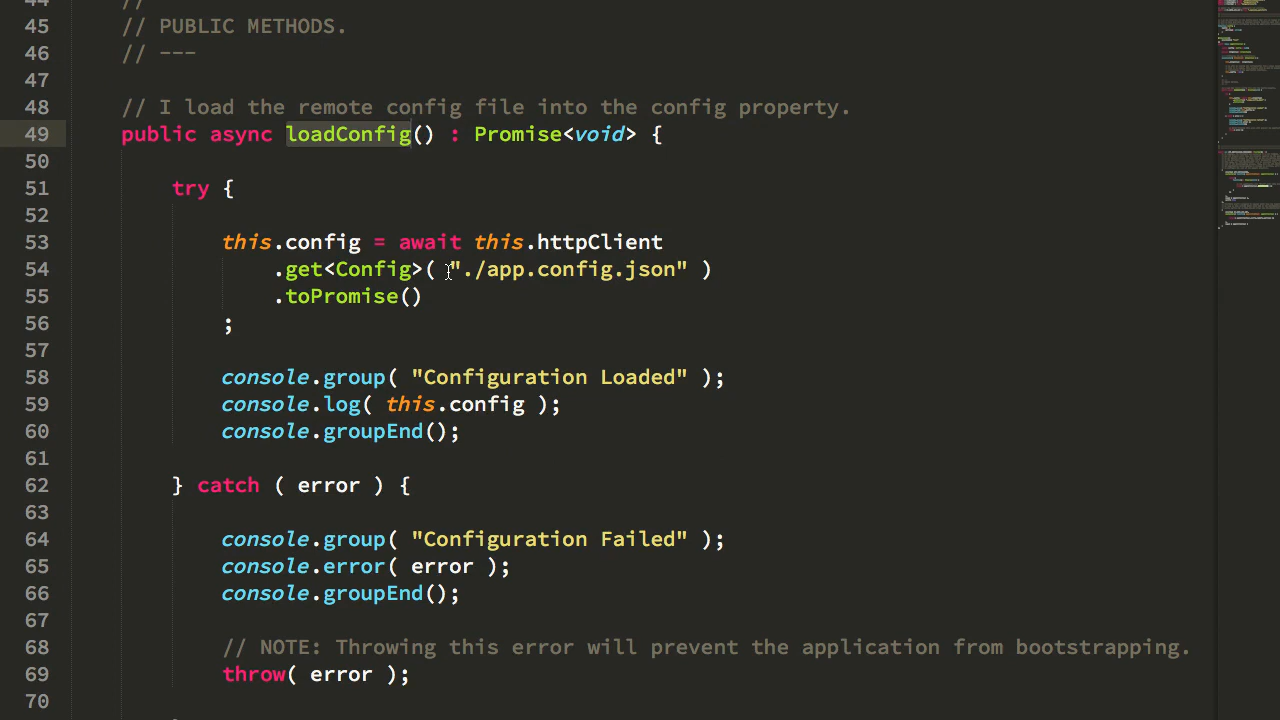 44 //
45 // PUBLIC METHODS.
46 // ---
47
48 // I load the remote config file into the config property.
49 public async loadConfig() : Promise<void> {
50
51 try {
52
53 this.config = await this.httpClient
54 .get<Config>( "./app.config.json" )
55 .toPromise()
56 ;
57
58 console.group( "Configuration Loaded" );
59 console.log( this.config );
60 console.groupEnd();
61
62 } catch ( error ) {
63
64 console.group( "Configuration Failed" );
65 console.error( error );
66 console.groupEnd();
67
68 // NOTE: Throwing this error will prevent the application from bootstrapping.
69 throw( error );
70